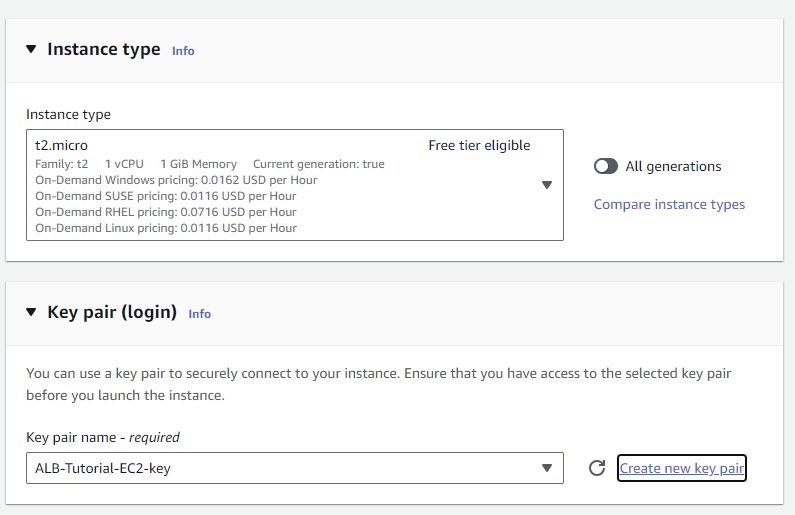 Instance type Info
Instance type
t2.micro Free tier eligible
Family: t2 1 vCPU 1 GiB Memory Current generation: true
On-Demand Windows pricing: 0.0162 USD per Hour
On-Demand SUSE pricing: 0.0116 USD per Hour
On-Demand RHEL pricing: 0.0716 USD per Hour
On-Demand Linux pricing: 0.0116 USD per Hour
All generations
Compare instance types
Key pair (login) Info
You can use a key pair to securely connect to your instance. Ensure that you have access to the selected key pair
before you launch the instance.
Key pair name - required
ALB-Tutorial-EC2-key
Create new key pair